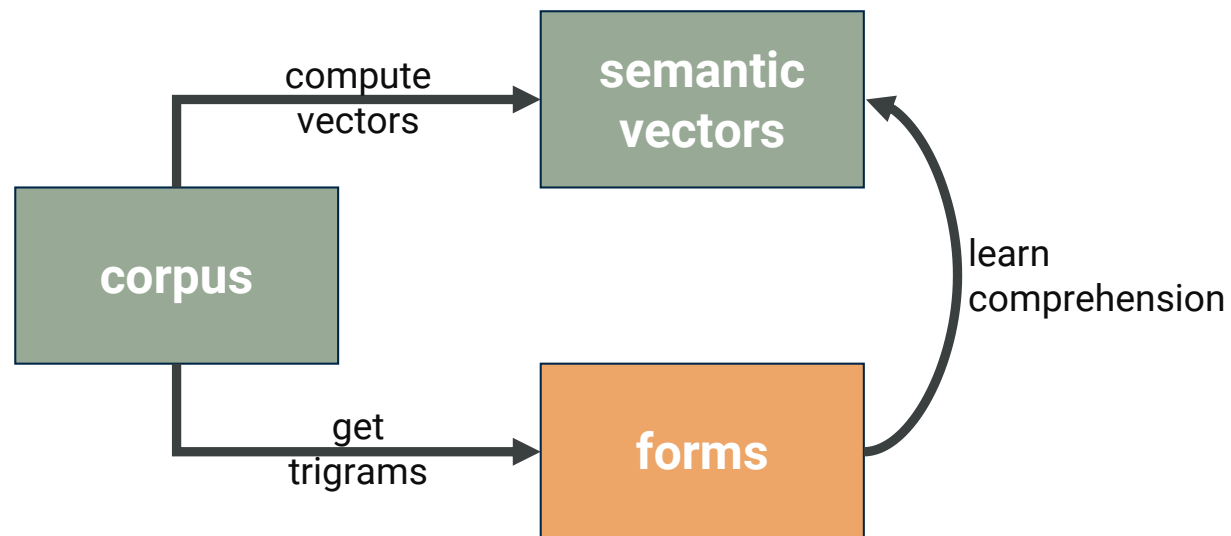 compute
vectors
semantic
vectors
corpus
learn
comprehension
get
trigrams
forms